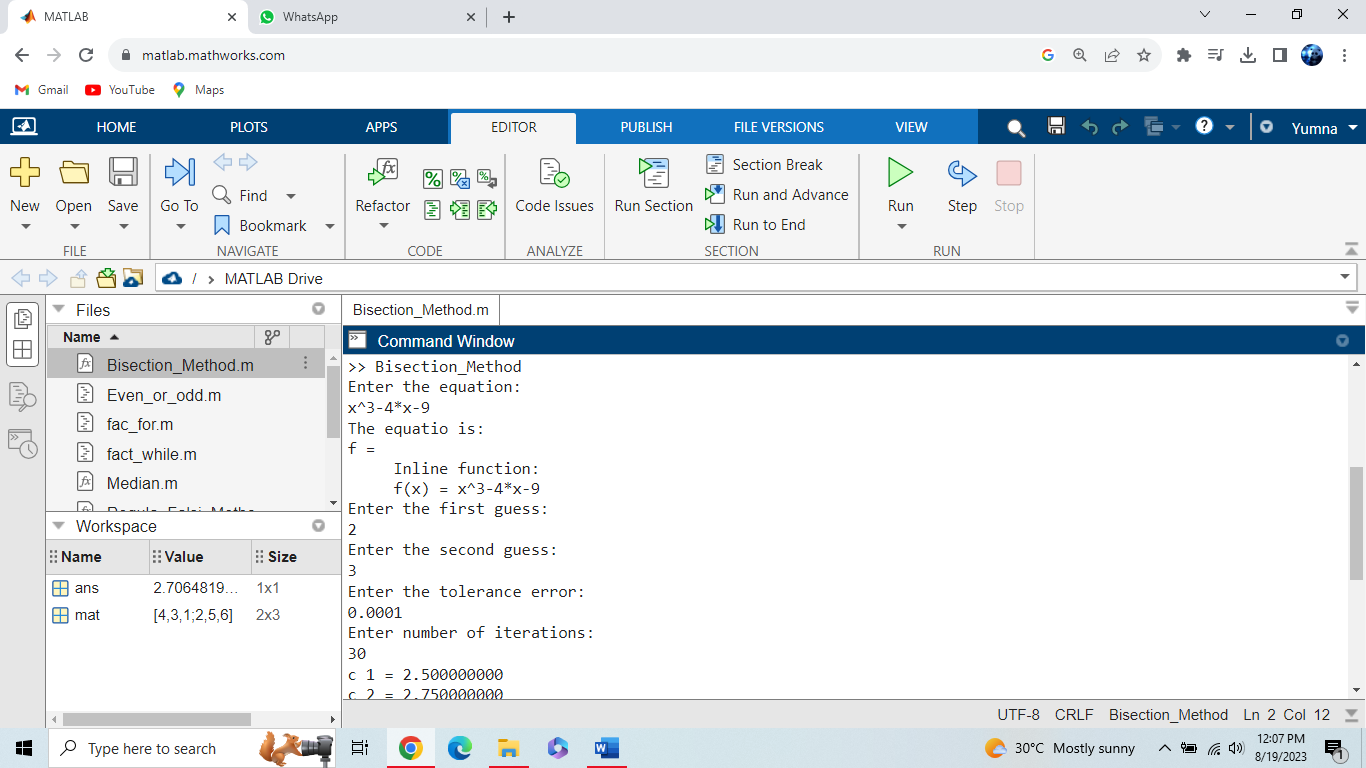 MATLAB
WhatsApp
matlab.mathworks.com
Gmail YouTube Maps
HOME PLOTS APPS EDITOR PUBLISH FILE VERSIONS VIEW Yumna
New Open Save
FILE
Go To
Find
Bookmark
NAVIGATE
Refactor
CODE
Code Issues
ANALYZE
Run Section
Section Break
Run and Advance
Run to End
SECTION
Run Step Stop
RUN
/ › MATLAB Drive
Files
Name
Bisection_Method.m
Even_or_odd.m
fac_for.m
fact_while.m
Median.m
Workspace
Name Value Size
ans 2.7064819... 1x1
mat [4,3,1;2,5,6] 2x3
Bisection_Method.m
Command Window
>> Bisection_Method
Enter the equation:
x^3-4*x-9
The equatio is:
f =
Inline function:
f(x) = x^3-4*x-9
Enter the first guess:
2
Enter the second guess:
3
Enter the tolerance error:
0.0001
Enter number of iterations:
30
c 1 = 2.500000000
c 2 = 2.750000000
UTF-8 CRLF Bisection_Method Ln 2 Col 12
Type here to search
30°C Mostly sunny
12:07 PM
8/19/2023
1